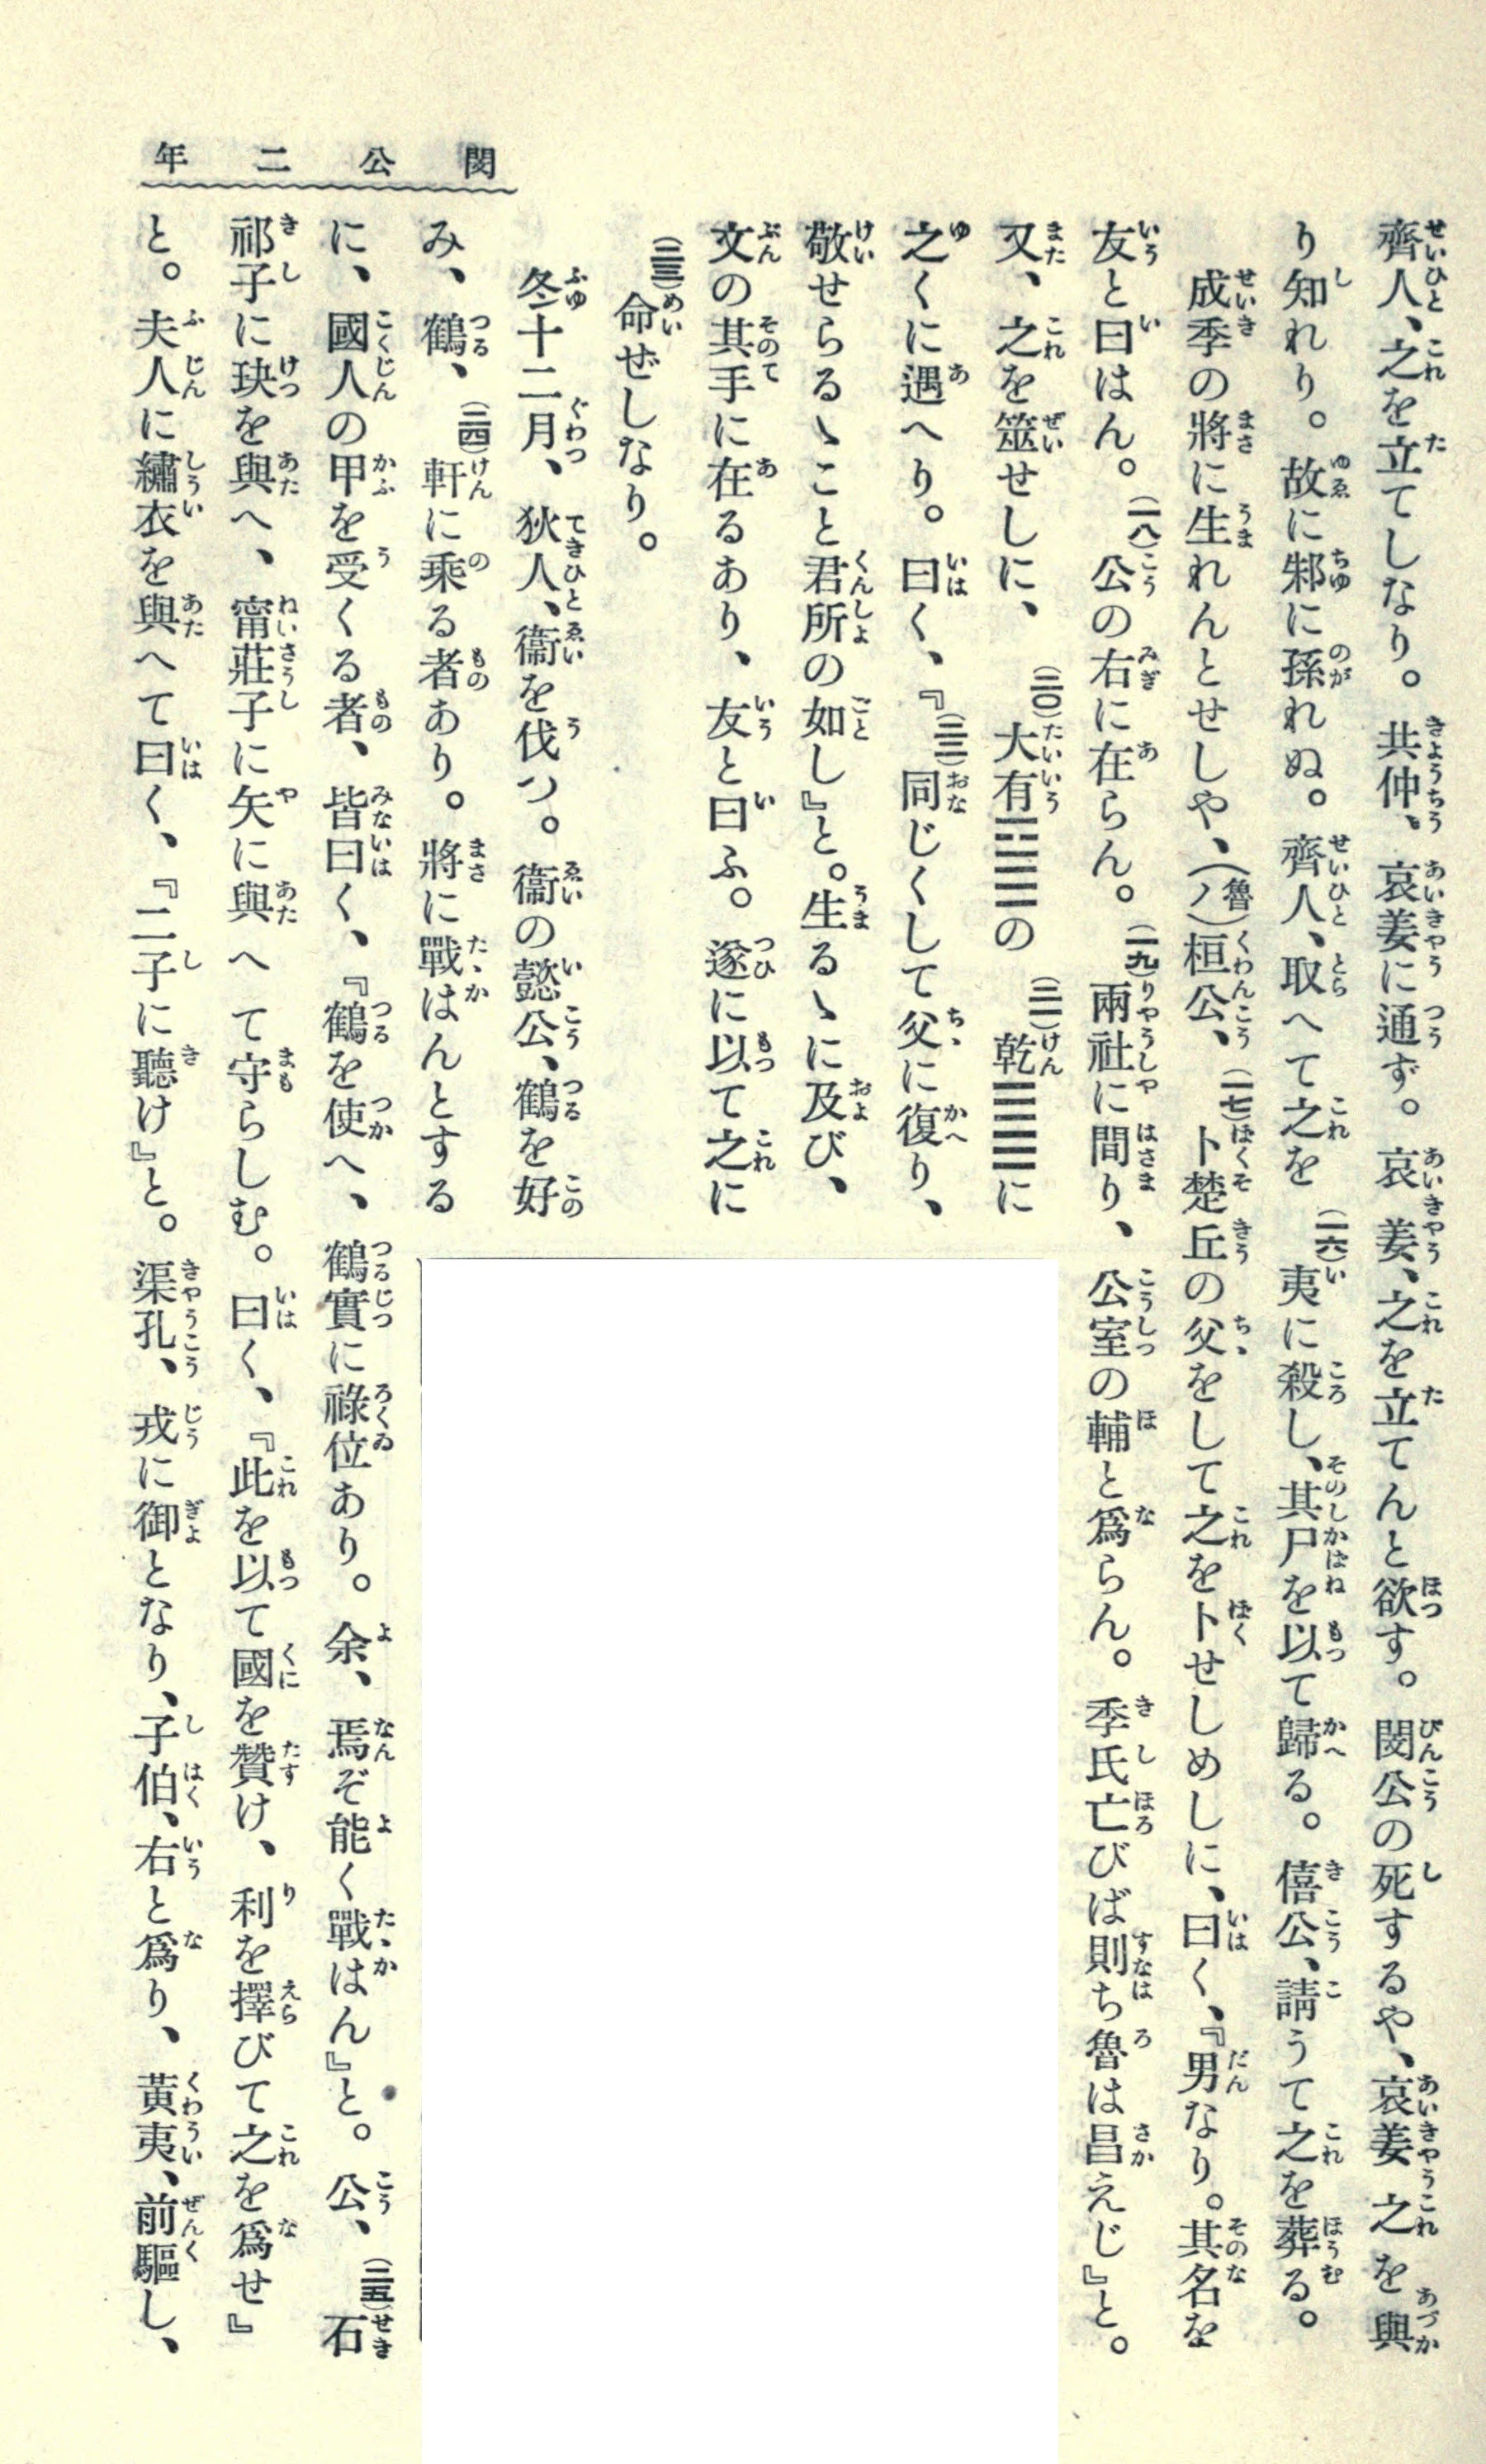 閔公二年
齊人、之を立てしなり。共仲、哀姜に通ず。哀姜、之を立てんと欲す。閔公の死するや、哀姜之を與
り知れり。故に邾に孫れぬ。齊人、取へて之を(一六)夷に殺し、其尸を以て歸る。僖公、請うて之を葬る。
成季の將に生れんとせしや、(魯ノ)桓公、(一七)卜楚丘の父をして之を卜せしめしに、曰く、『男なり。其名を
友と曰はん。(一八)公の右に在らん。(一九)兩社に間り、公室の輔と爲らん。季氏亡びば則ち魯は昌えじ』と。
又、之を筮せしに、(二〇)大有䷍の(二一)乾䷀に
之くに遇へり。曰く、『(二二)同じくして父に復り、
敬せらるゝこと君所の如し』と。生るゝに及び、
文の其手に在るあり、友と曰ふ。遂に以て之に
(二三)命ぜしなり。
冬十二月、狄人、衞を伐つ。衞の懿公、鶴を好
み、鶴、(二四)軒に乘る者あり。將に戰はんとする
に、國人の甲を受くる者、皆曰く、『鶴を使へ、鶴實に祿位あり。余、焉ぞ能く戰はん』と。公、(二五)石
祁子に玦を與へ、甯莊子に矢に與へて守らしむ。曰く、『此を以て國を贊け、利を擇びて之を爲せ』
と。夫人に繡衣を與へて曰く、『二子に聽け』と。渠孔、戎に御となり、子伯、右と爲り、黃夷、前驅し、